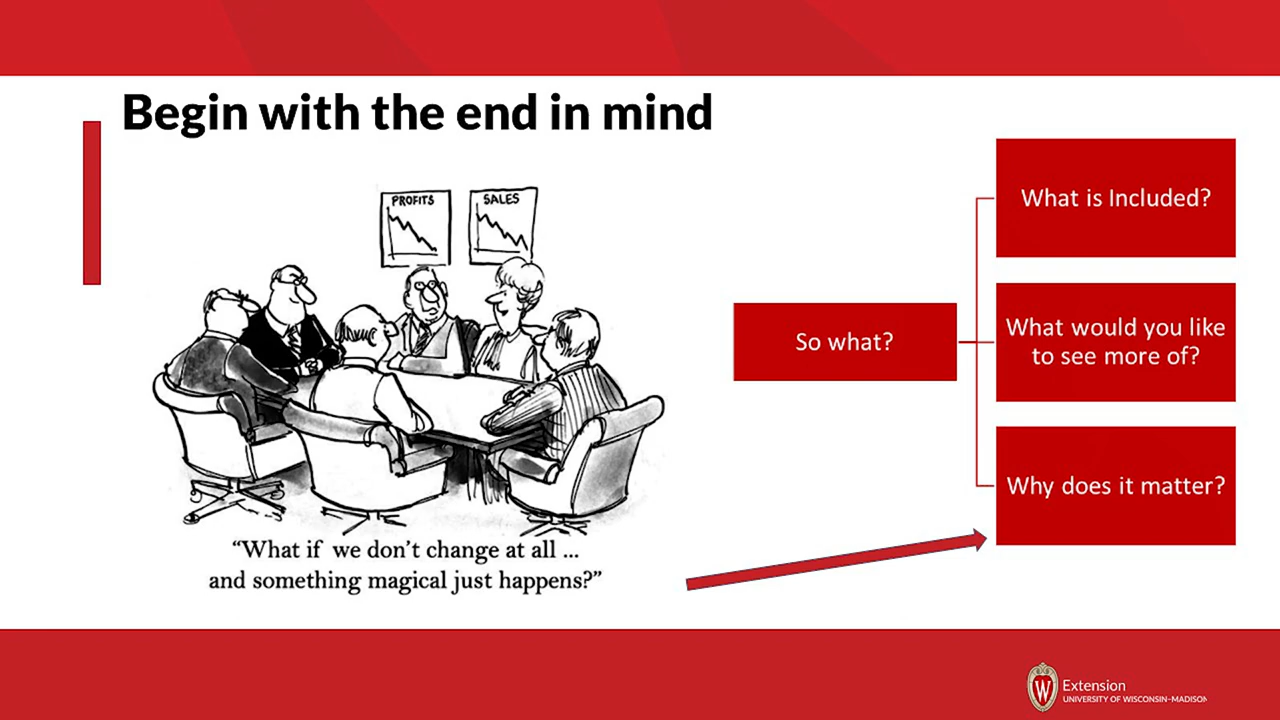 Begin with the end in mind
PROFITS
SALES
“What if we don’t change at all ...
and something magical just happens?”
So what?
What is Included?
What would you like
to see more of?
Why does it matter?
W
Extension
UNIVERSITY OF WISCONSIN–MADISON